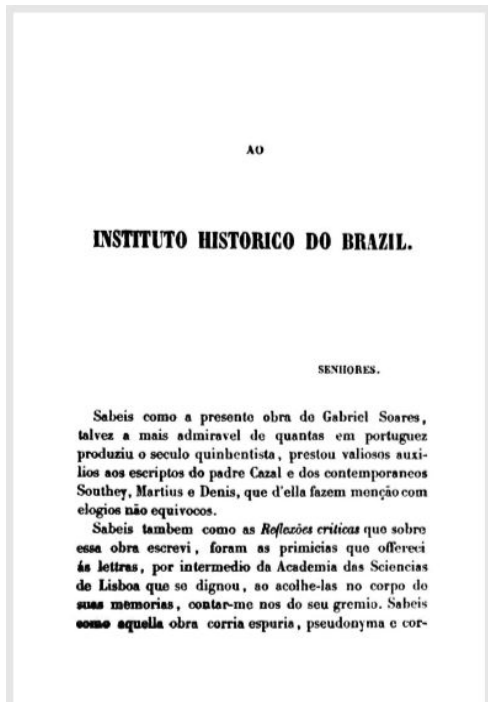 AO
INSTITUTO HISTORICO DO BRAZIL.
SENHORES.
Sabeis como a presente obra de Gabriel Soares,
talvez a mais admiravel de quantas em portuguez
produziu o seculo quinhentista, prestou valiosos auxi-
lios aos escriptos do padre Cazal e dos contemporaneos
Southey, Martius e Denis, que d'ella fazem menção com
elogios não equivocos.
Sabeis tambem como as Reflexões criticas que sobre
essa obra escrevi, foram as primicias que offereci
ás lettras, por intermedio da Academia das Sciencias
de Lisboa que se dignou, ao acolhe-las no corpo de
suas memorias, contar-me nos do seu gremio. Sabeis
como aquella obra corria espuria, pseudonyma e cor-